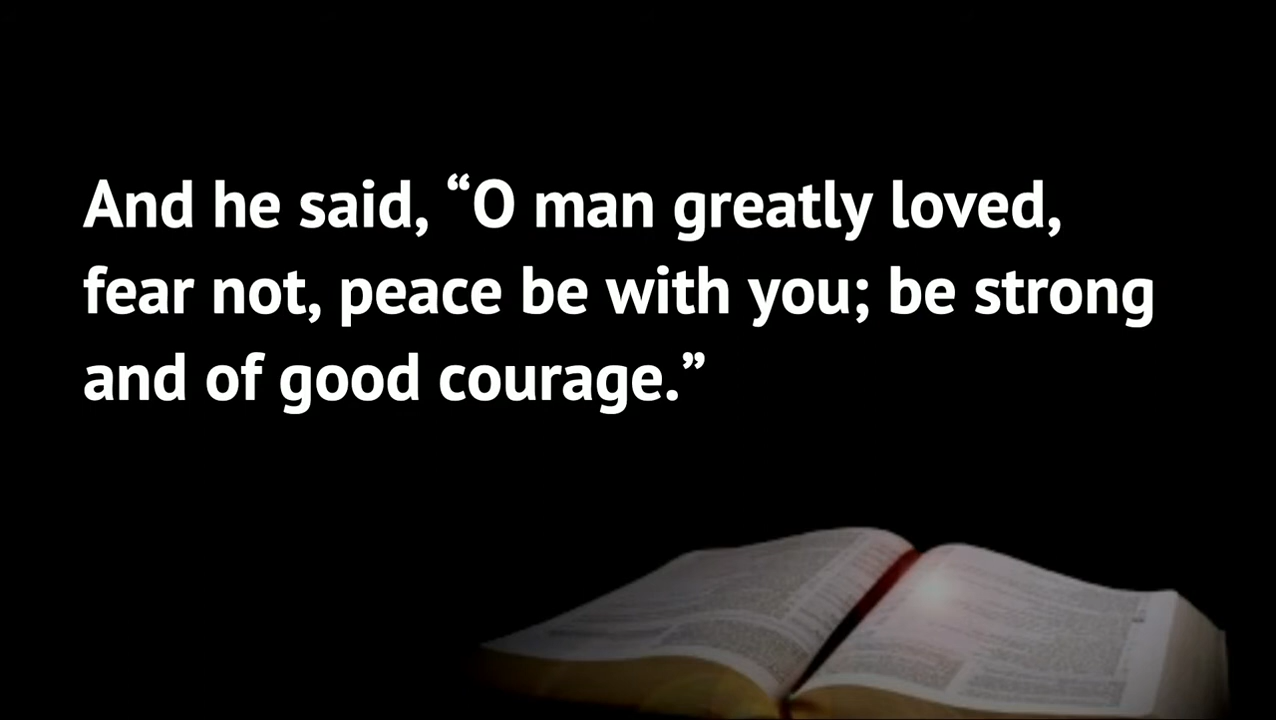 And he said, “O man greatly loved,
fear not, peace be with you; be strong
and of good courage.”